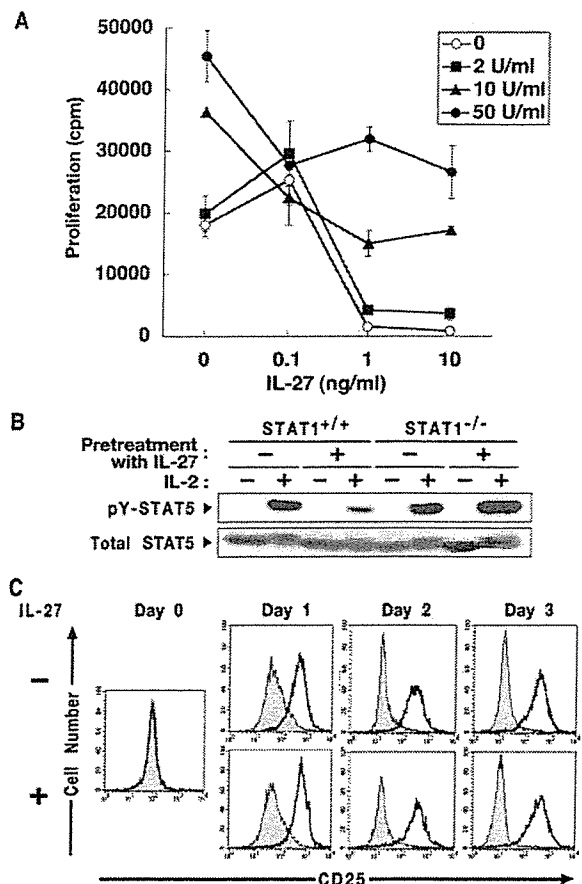 A
50000
40000
30000
20000
10000
0
Proliferation (cpm)
0
2 U/ml
10 U/ml
50 U/ml
0 0.1 1 10
IL-27 (ng/ml)
B
STAT1+/+ STAT1-/-
Pretreatment with IL-27 : − + − +
IL-2 : − + − + − + − +
pY-STAT5
Total STAT5
C
IL-27 Day 0 Day 1 Day 2 Day 3
−
+
Cell Number
CD25